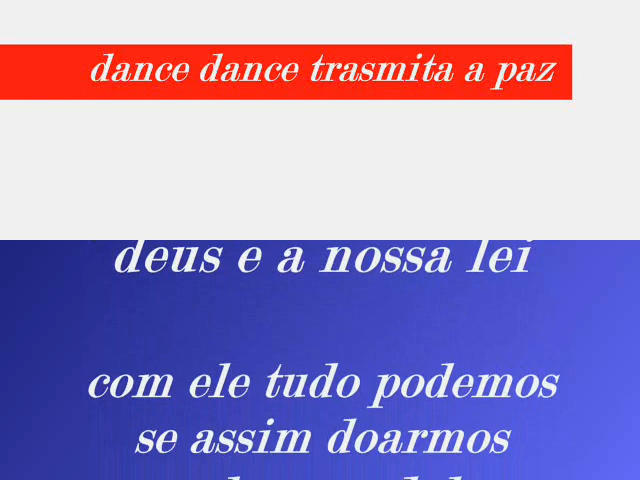 dance dance trasmita a paz
deus e a nossa lei
com ele tudo podemos
se assim doarmos